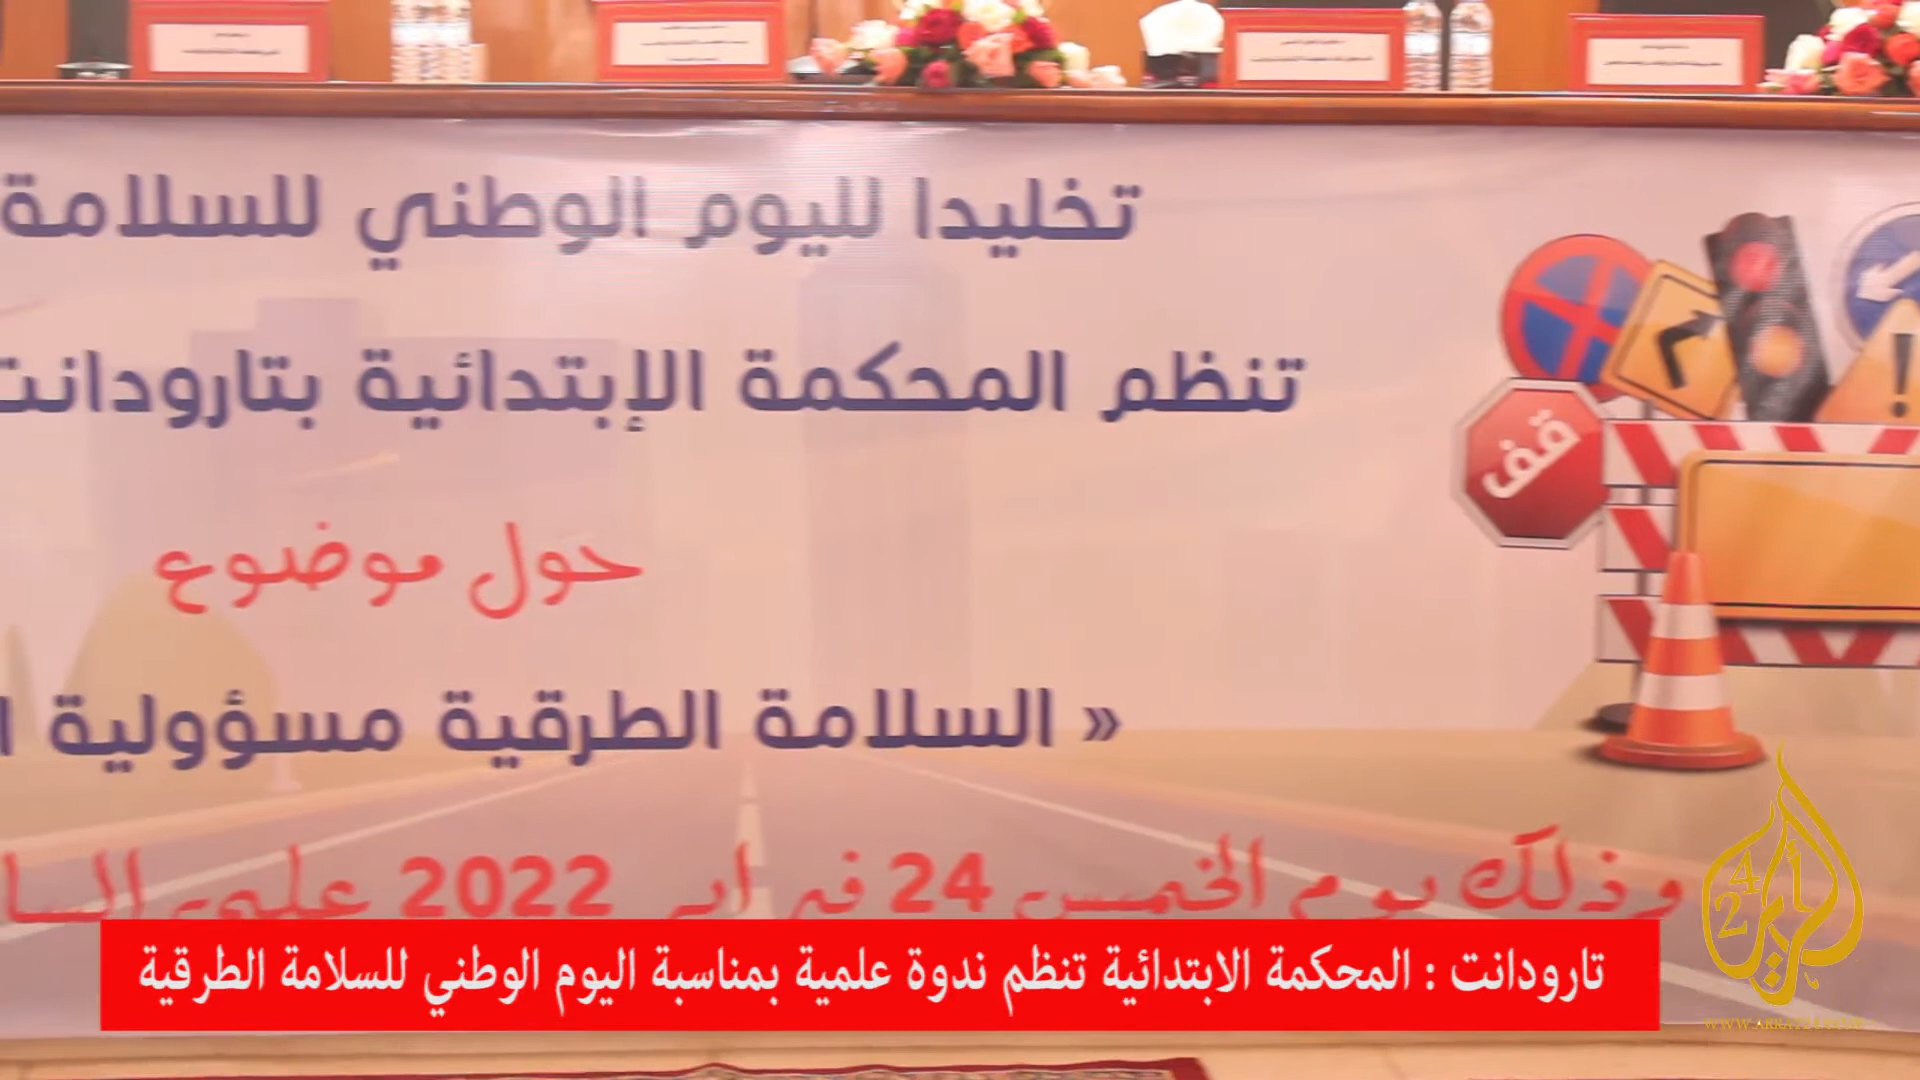 تخليدا لليوم الوطني للسلامة
تنظم المحكمة الإبتدائية بتارودانت
قف
حول موضوع
« السلامة الطرقية مسؤولية
وذلك يوم الخميس 24 فبراير 2022 على
تارودانت : المحكمة الابتدائية تنظم ندوة علمية بمناسبة اليوم الوطني للسلامة الطرقية
24